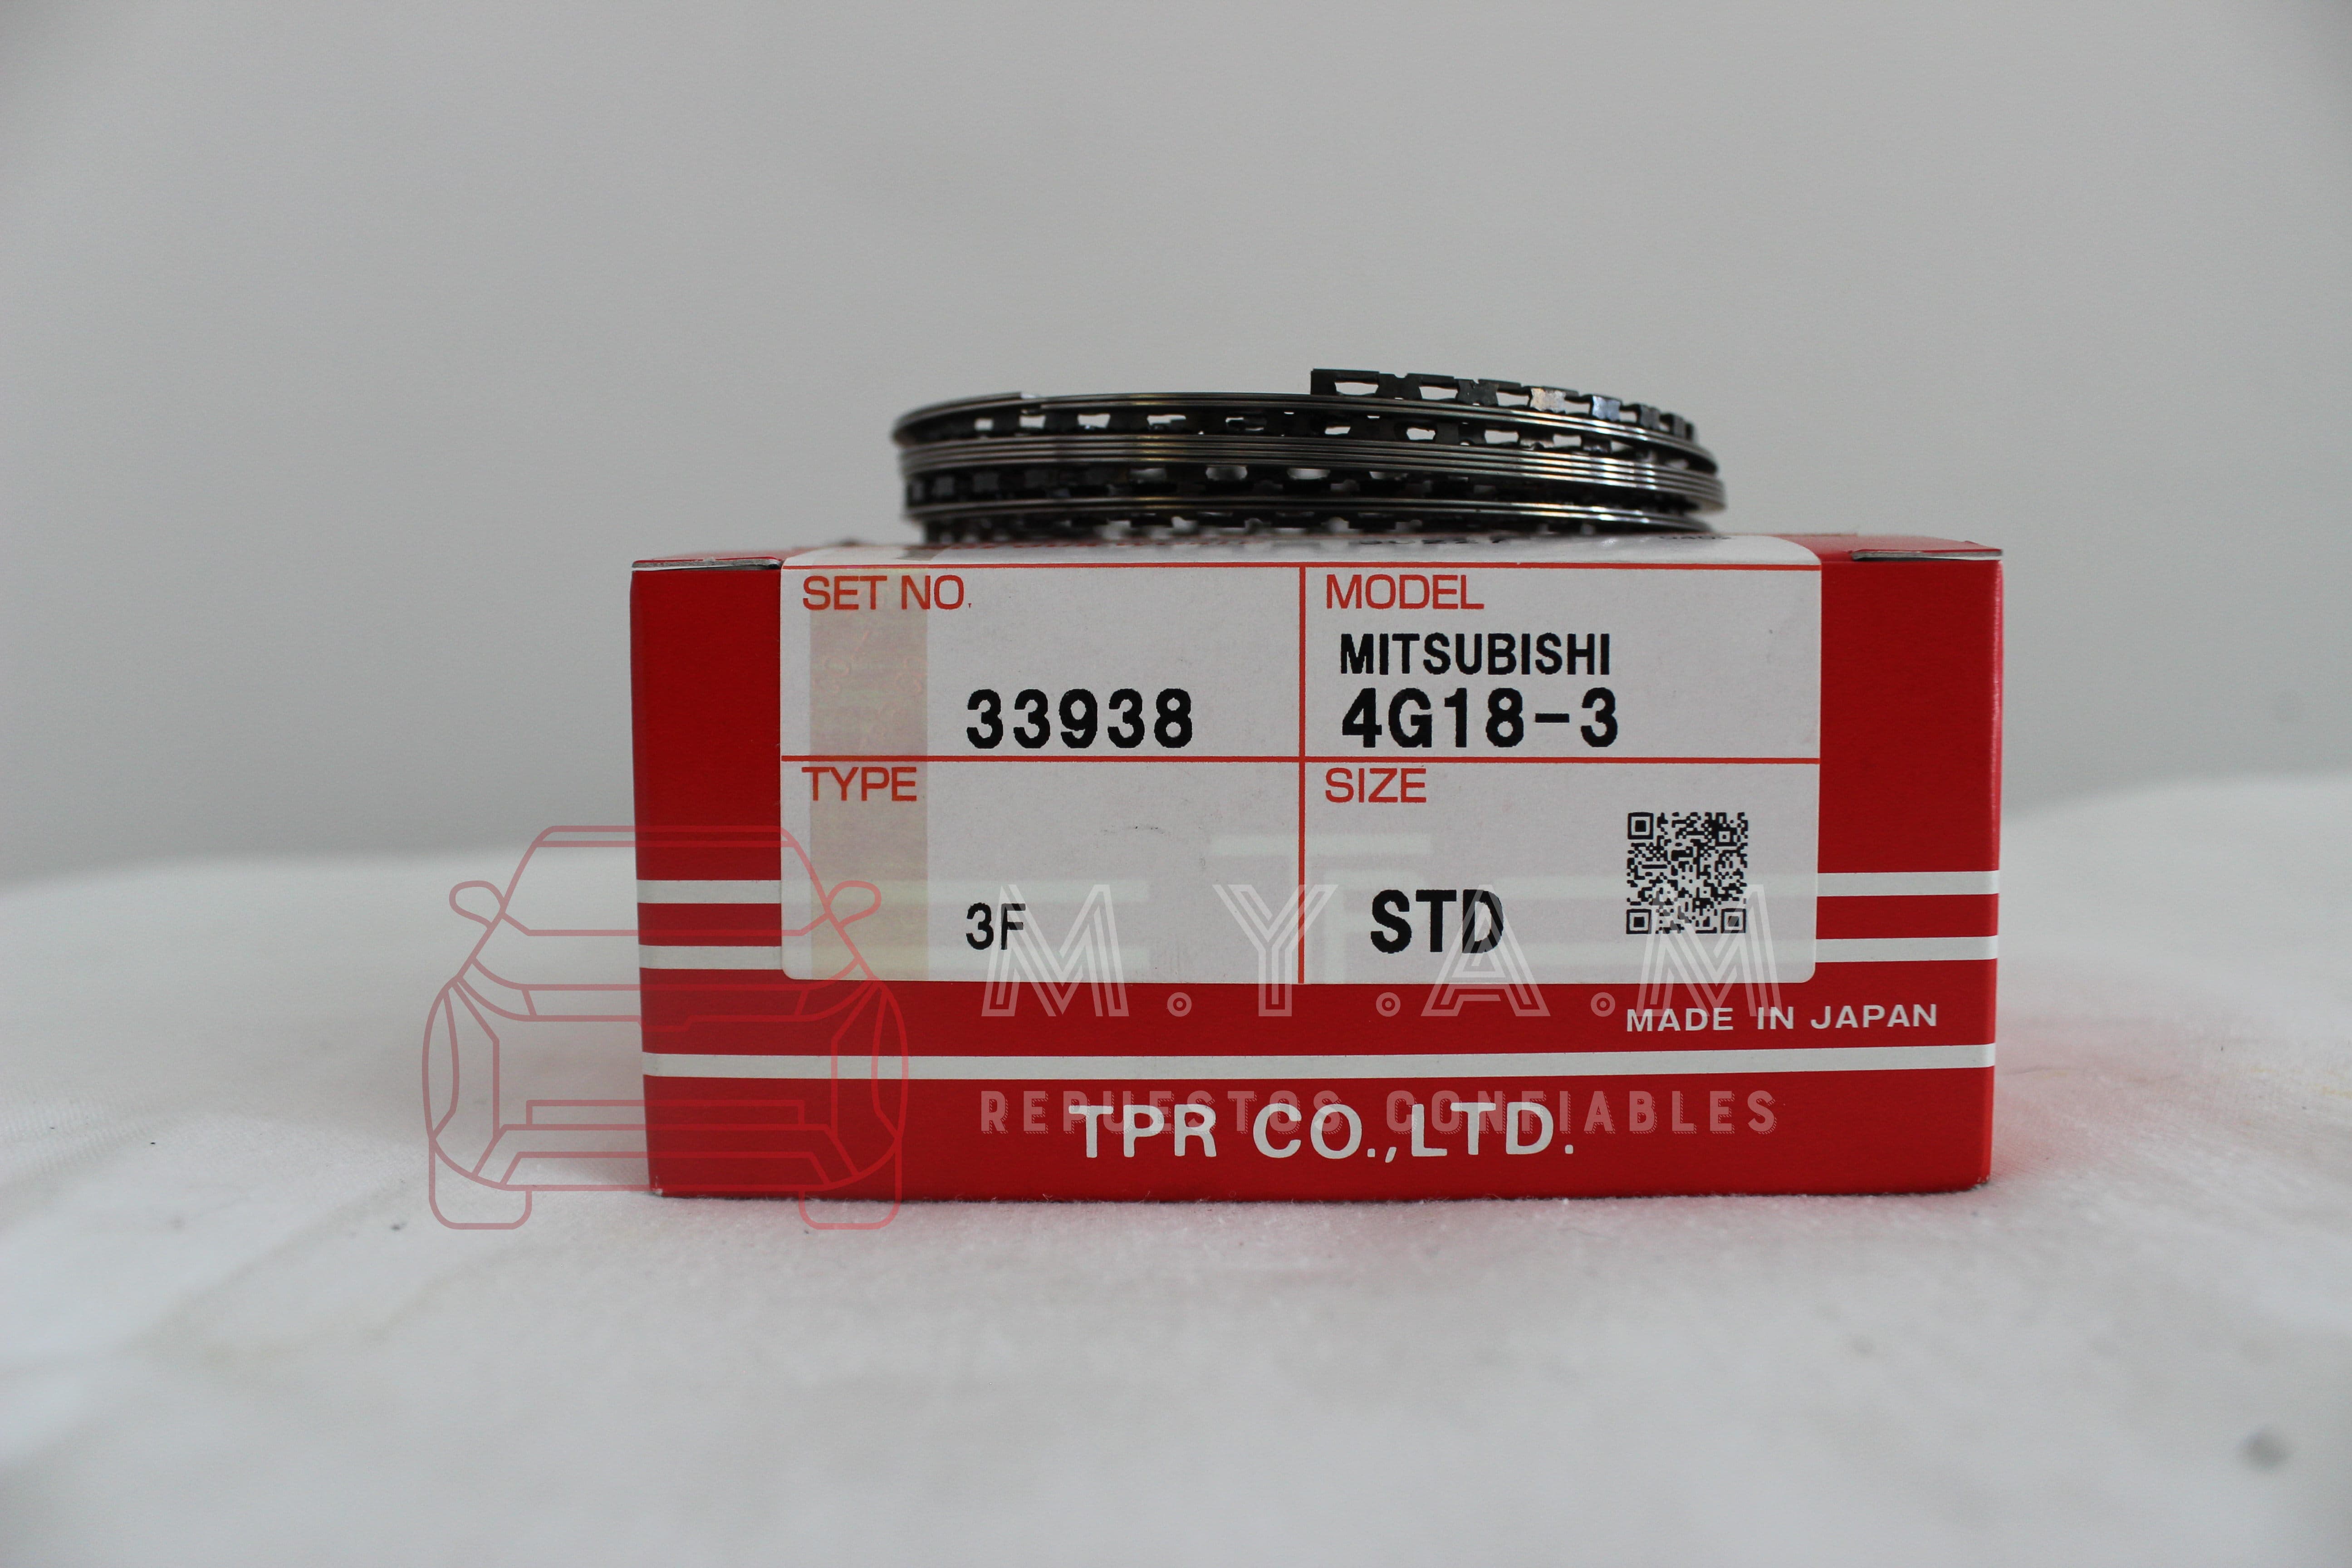 SET NO.
MODEL
MITSUBISHI
33938
4G18-3
TYPE
SIZE
3F
STD
M.Y.A.M
MADE IN JAPAN
REPUESTOS CONFIABLES
TPR CO.,LTD.